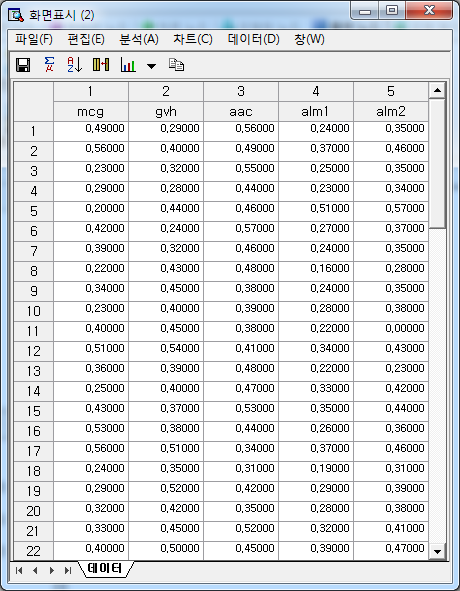 화면표시 (2)
파일(F) 편집(E) 분석(A) 차트(C) 데이터(D) 창(W)
1 2 3 4 5
mcg gvh aac alm1 alm2
1 0,49000 0,29000 0,56000 0,24000 0,35000
2 0,56000 0,40000 0,49000 0,37000 0,46000
3 0,23000 0,32000 0,55000 0,25000 0,35000
4 0,29000 0,28000 0,44000 0,23000 0,34000
5 0,20000 0,44000 0,46000 0,51000 0,57000
6 0,42000 0,24000 0,57000 0,27000 0,37000
7 0,39000 0,32000 0,46000 0,24000 0,35000
8 0,22000 0,43000 0,48000 0,16000 0,28000
9 0,34000 0,45000 0,38000 0,24000 0,35000
10 0,23000 0,40000 0,39000 0,28000 0,38000
11 0,40000 0,45000 0,38000 0,22000 0,00000
12 0,51000 0,54000 0,41000 0,34000 0,43000
13 0,36000 0,39000 0,48000 0,22000 0,23000
14 0,25000 0,40000 0,47000 0,33000 0,42000
15 0,43000 0,37000 0,53000 0,35000 0,44000
16 0,53000 0,38000 0,44000 0,26000 0,36000
17 0,56000 0,51000 0,34000 0,37000 0,46000
18 0,24000 0,35000 0,31000 0,19000 0,31000
19 0,29000 0,52000 0,42000 0,29000 0,39000
20 0,32000 0,42000 0,35000 0,28000 0,38000
21 0,33000 0,45000 0,52000 0,32000 0,41000
22 0,40000 0,50000 0,45000 0,39000 0,47000
데이터